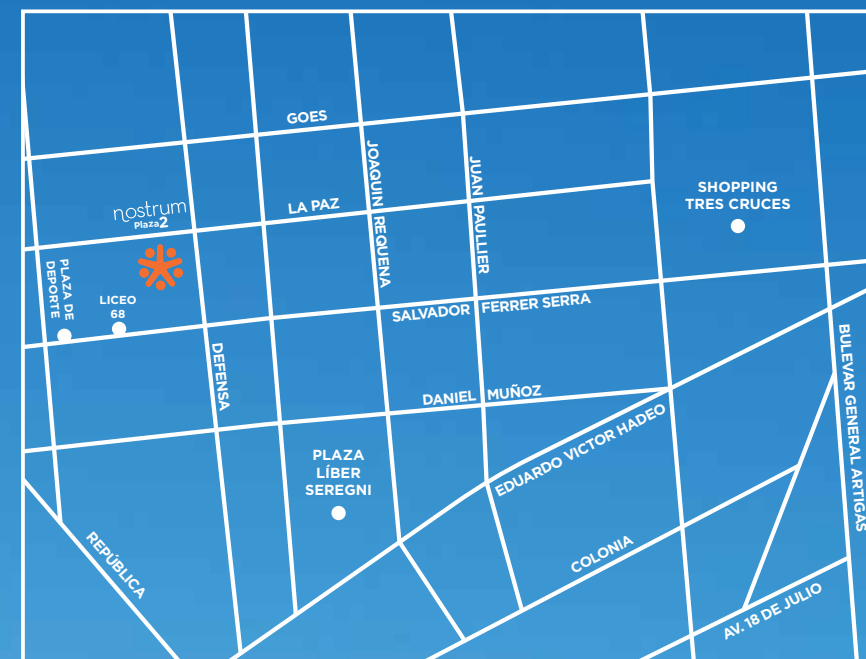 GOES
JOAQUIN REQUENA
JUAN PAULLIER
SHOPPING
TRES CRUCES
LA PAZ
nostrum
Plaza2
PLAZA DE
DEPORTE
LICEO
68
SALVADOR FERRER SERRA
DEFENSA
BULEVAR GENERAL ARTIGAS
DANIEL MUÑOZ
EDUARDO VICTOR HADEO
PLAZA
LÍBER
SEREGNI
REPÚBLICA
COLONIA
AV. 18 DE JULIO